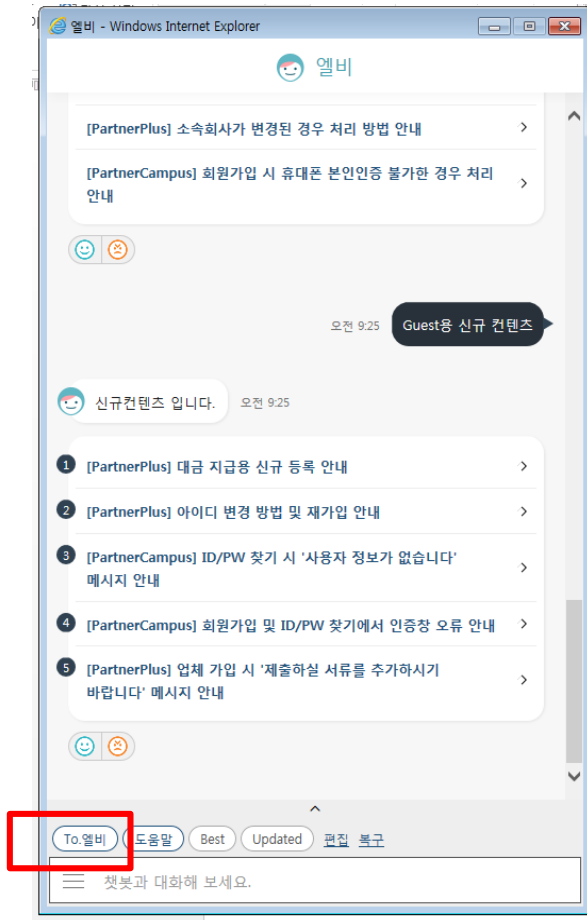 엘비 - Windows Internet Explorer
엘비
[PartnerPlus] 소속회사가 변경된 경우 처리 방법 안내
[PartnerCampus] 회원가입 시 휴대폰 본인인증 불가한 경우 처리
안내
오전 9:25
Guest용 신규 컨텐츠
신규컨텐츠 입니다.
오전 9:25
1 [PartnerPlus] 대금 지급용 신규 등록 안내
2 [PartnerPlus] 아이디 변경 방법 및 재가입 안내
3 [PartnerCampus] ID/PW 찾기 시 '사용자 정보가 없습니다'
메시지 안내
4 [PartnerCampus] 회원가입 및 ID/PW 찾기에서 인증창 오류 안내
5 [PartnerPlus] 업체 가입 시 '제출하실 서류를 추가하시기
바랍니다' 메시지 안내
To.엘비 도움말 Best Updated 편집 복구
챗봇과 대화해 보세요.